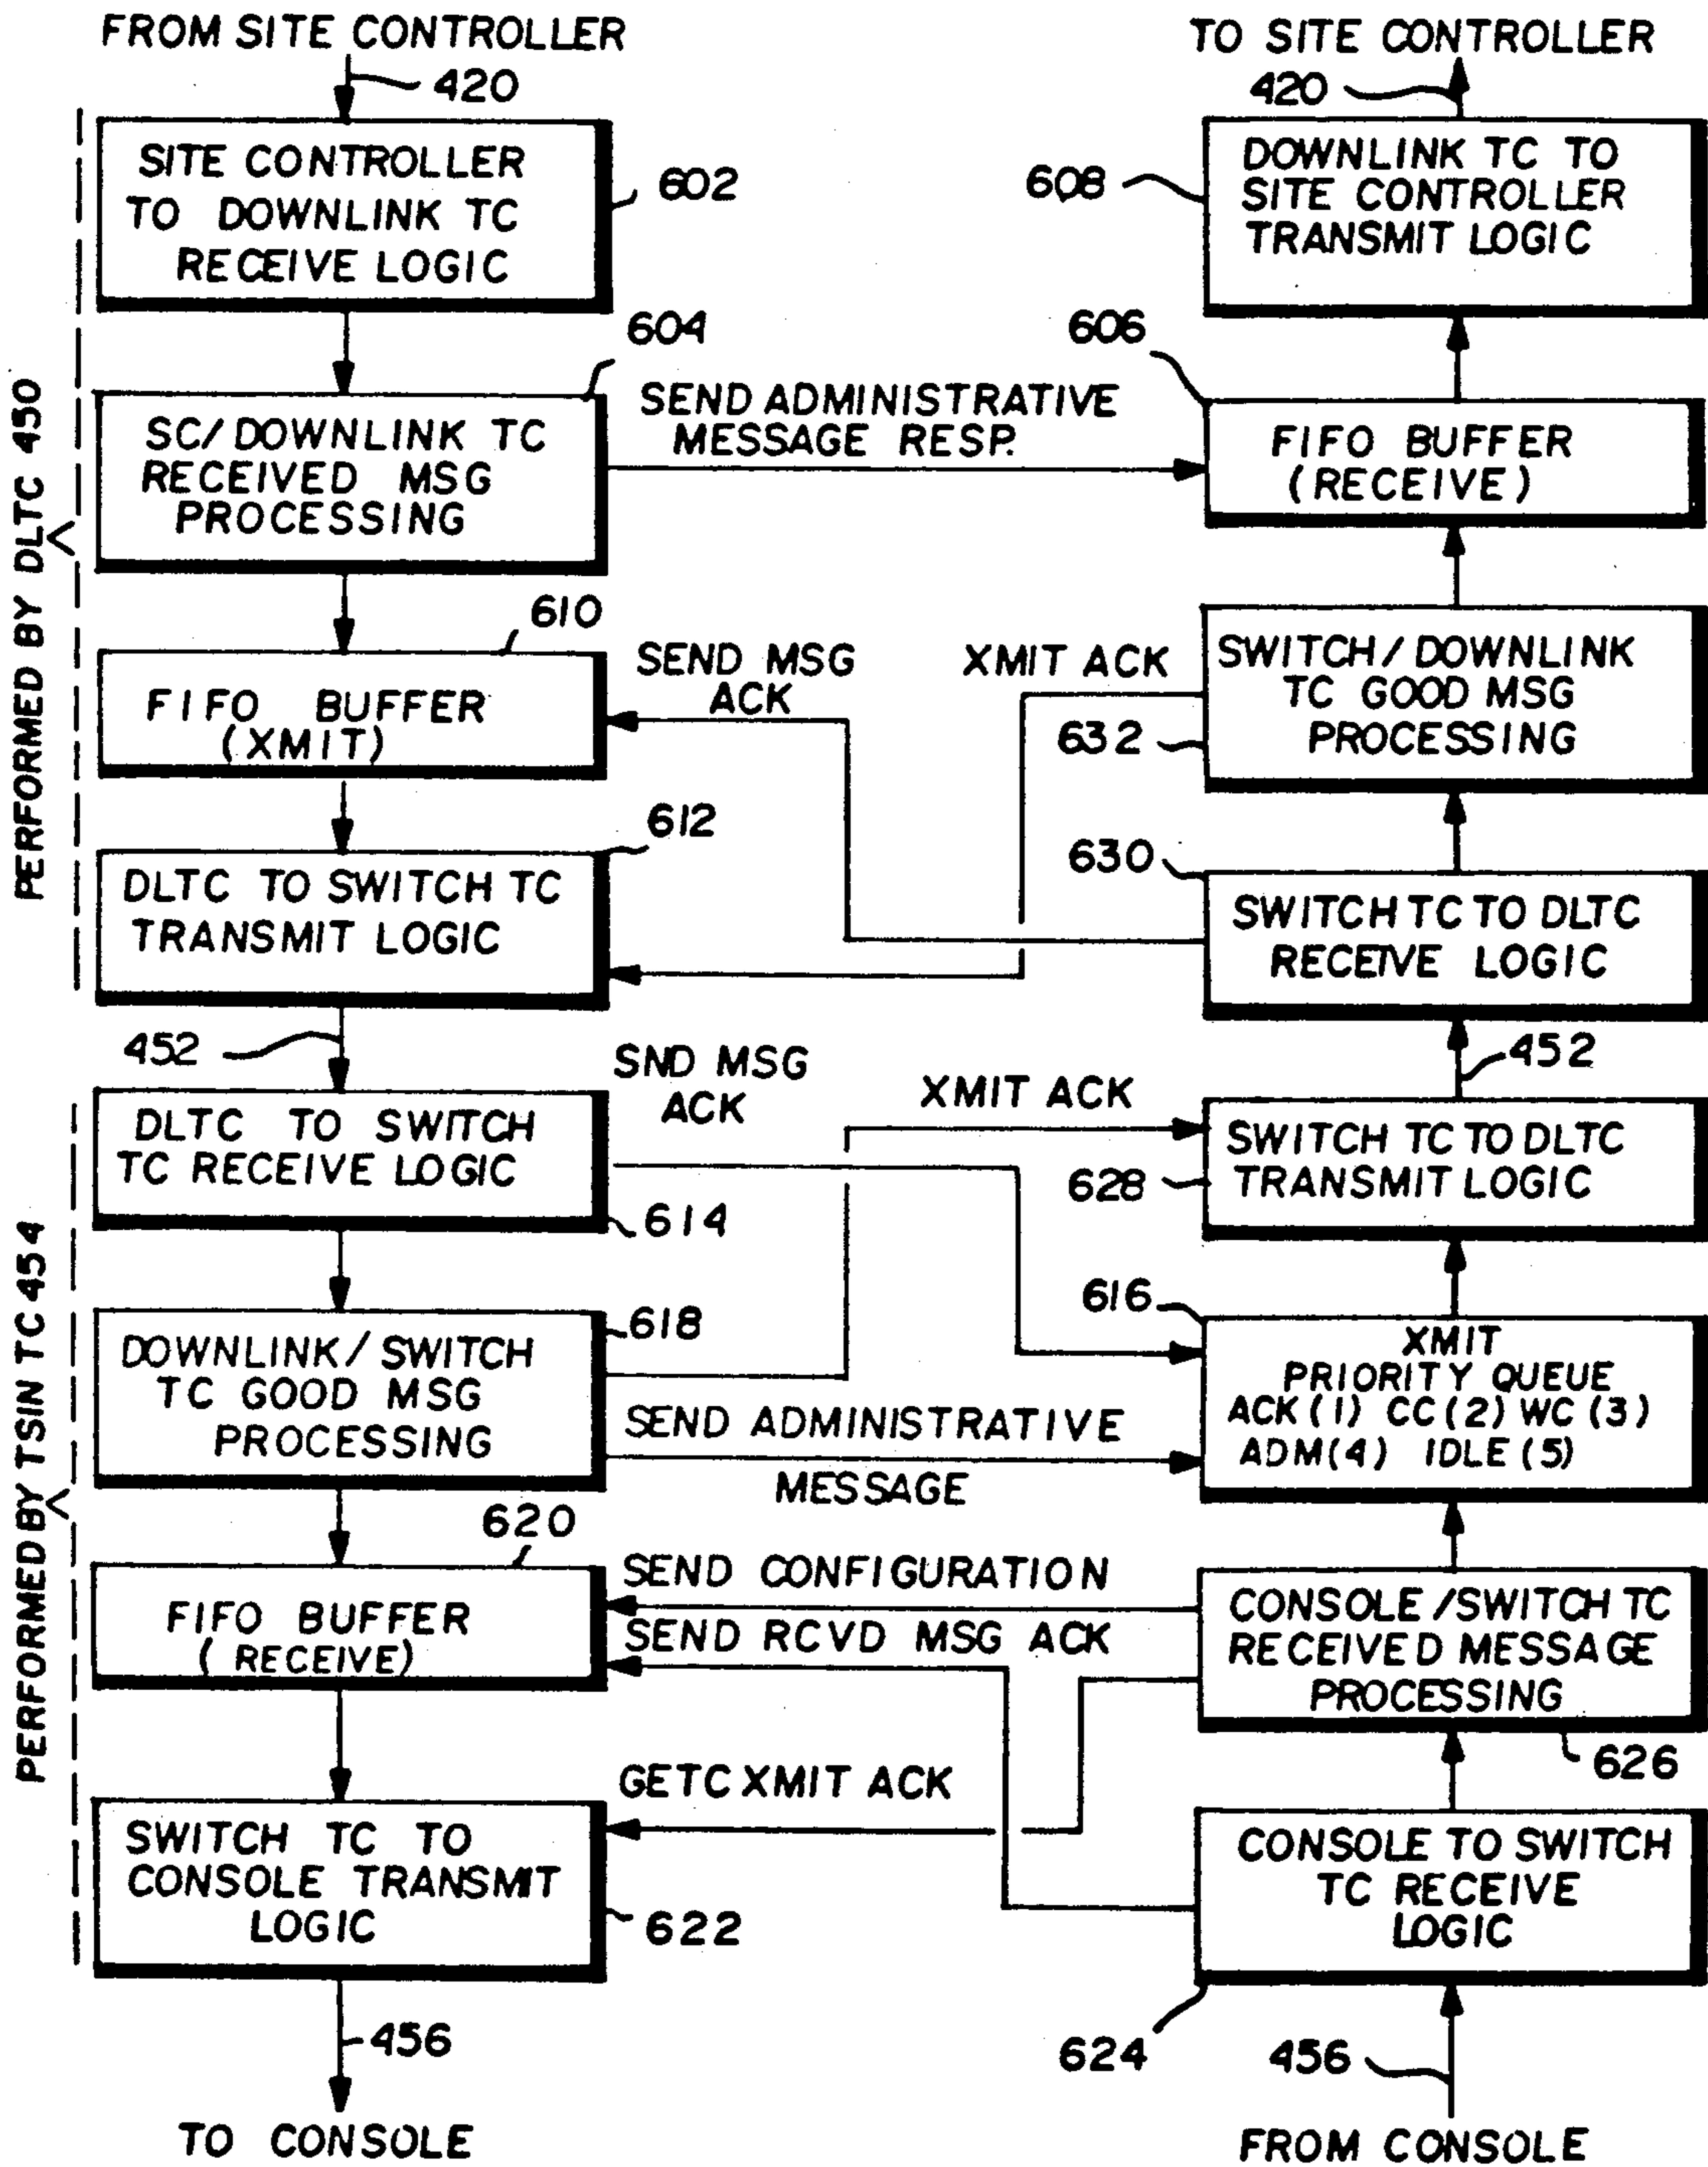 FROM SITE CONTROLLER
420
SITE CONTROLLER
TO DOWNLINK TC
RECEIVE LOGIC
602
604
SC/DOWNLINK TC
RECEIVED MSG
PROCESSING
SEND ADMINISTRATIVE
MESSAGE RESP.
610
FIFO BUFFER
(XMIT)
SEND MSG
ACK
612
DLTC TO SWITCH TC
TRANSMIT LOGIC
PERFORMED BY DLTC 450
TO SITE CONTROLLER
420
608
DOWNLINK TC TO
SITE CONTROLLER
TRANSMIT LOGIC
606
FIFO BUFFER
(RECEIVE)
XMIT ACK
SWITCH/DOWNLINK
TC GOOD MSG
PROCESSING
632
630
SWITCH TC TO DLTC
RECEIVE LOGIC
452
452
SND MSG
ACK
XMIT ACK
DLTC TO SWITCH
TC RECEIVE LOGIC
614
SWITCH TC TO DLTC
TRANSMIT LOGIC
628
618
DOWNLINK/SWITCH
TC GOOD MSG
PROCESSING
SEND ADMINISTRATIVE
MESSAGE
616
XMIT
PRIORITY QUEUE
ACK(1) CC(2) WC(3)
ADM(4) IDLE(5)
PERFORMED BY TSIN TC 454
620
FIFO BUFFER
(RECEIVE)
SEND CONFIGURATION
SEND RCVD MSG ACK
CONSOLE/SWITCH TC
RECEIVED MESSAGE
PROCESSING
626
GETC XMIT ACK
SWITCH TC TO
CONSOLE TRANSMIT
LOGIC
622
CONSOLE TO SWITCH
TC RECEIVE
LOGIC
624
456
456
TO CONSOLE
FROM CONSOLE